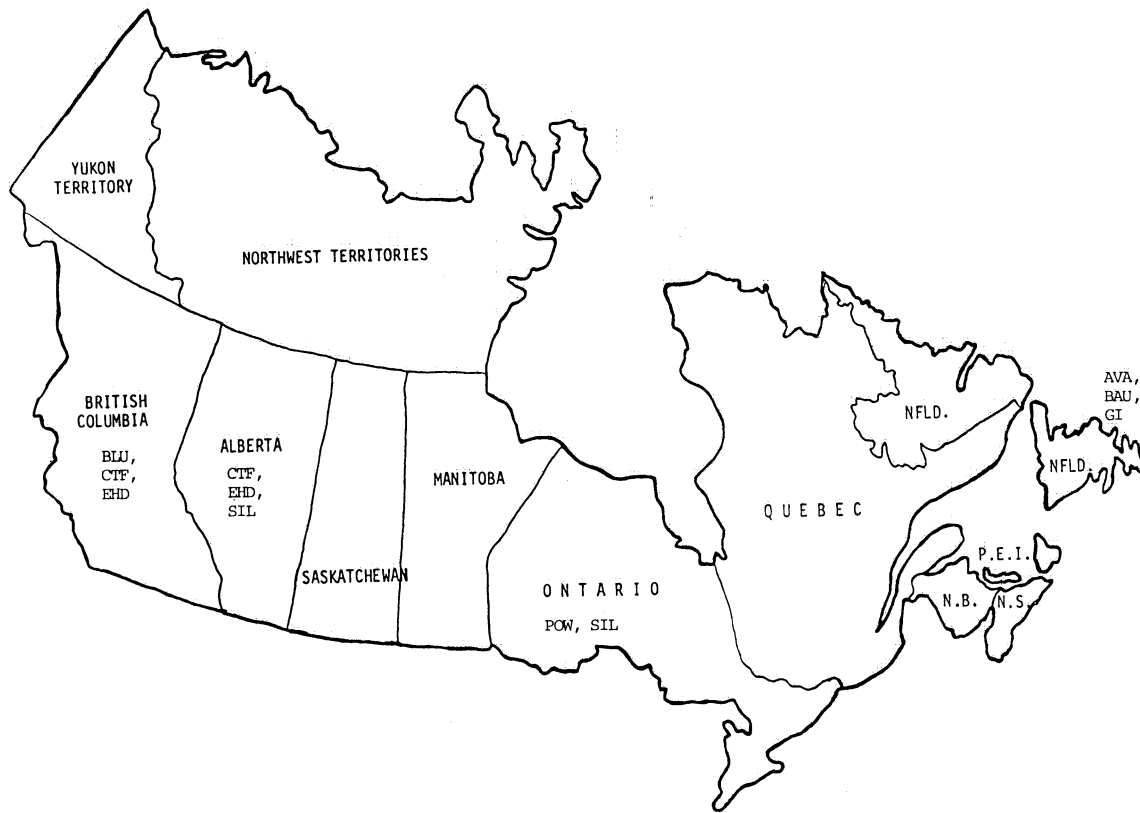 YUKON
TERRITORY
NORTHWEST TERRITORIES
BRITISH
COLUMBIA
BLU,
CTF,
EHD
ALBERTA
CTF,
EHD,
SIL
SASKATCHEWAN
MANITOBA
ONTARIO
POW, SIL
QUEBEC
NFLD.
AVA,
BAU,
GI
NFLD.
P.E.I.
N.B.
N.S.